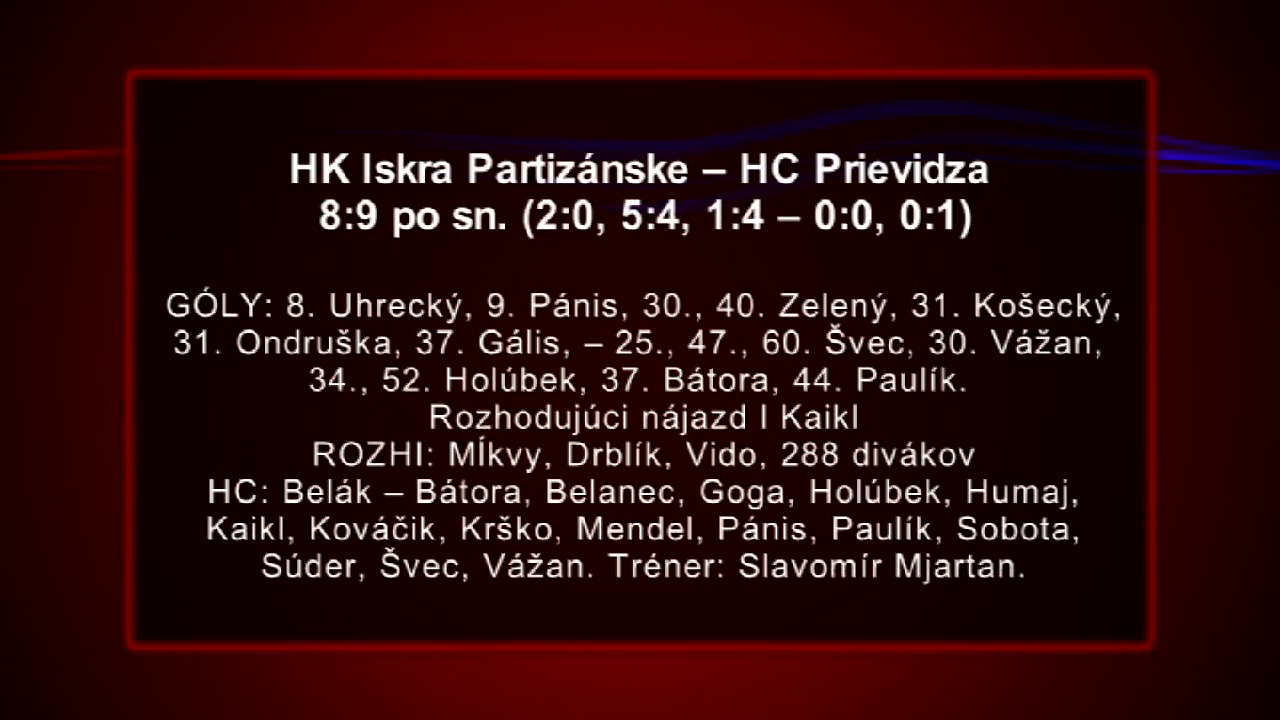 HK Iskra Partizánske – HC Prievidza
8:9 po sn. (2:0, 5:4, 1:4 – 0:0, 0:1)
GÓLY: 8. Uhrecký, 9. Pánis, 30., 40. Zelený, 31. Košecký,
31. Ondruška, 37. Gális, – 25., 47., 60. Švec, 30. Vážan,
34., 52. Holúbek, 37. Bátora, 44. Paulík.
Rozhodujúci nájazd I Kaikl
ROZHI: Mĺkvy, Drblík, Vido, 288 divákov
HC: Belák – Bátora, Belanec, Goga, Holúbek, Humaj,
Kaikl, Kováčik, Krško, Mendel, Pánis, Paulík, Sobota,
Súder, Švec, Vážan. Tréner: Slavomír Mjartan.